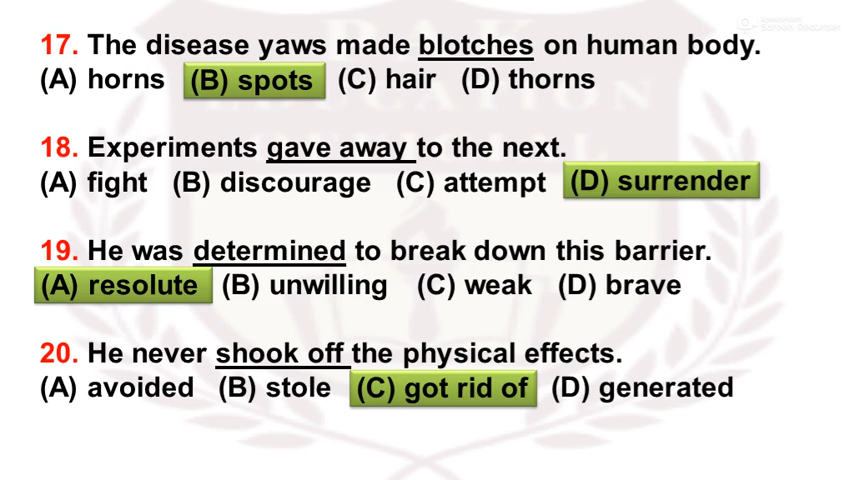 17. The disease yaws made blotches on human body.
(A) horns (B) spots (C) hair (D) thorns
18. Experiments gave away to the next.
(A) fight (B) discourage (C) attempt (D) surrender
19. He was determined to break down this barrier.
(A) resolute (B) unwilling (C) weak (D) brave
20. He never shook off the physical effects.
(A) avoided (B) stole (C) got rid of (D) generated